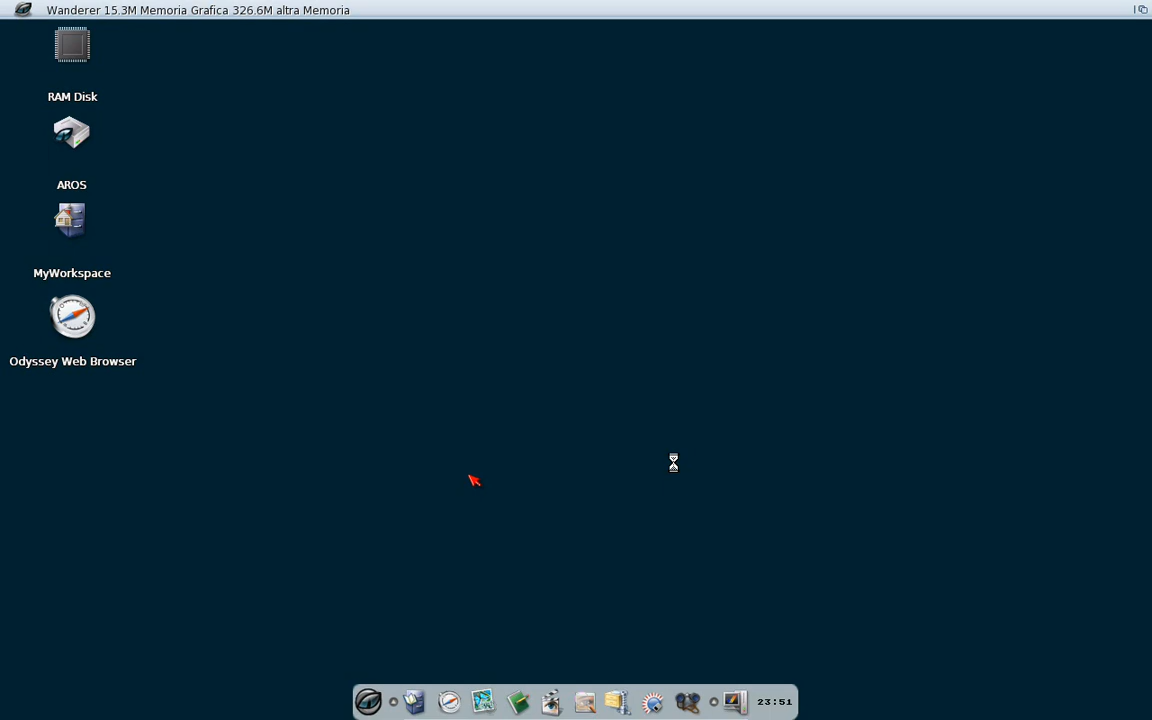 Wanderer 15.3M Memoria Grafica 326.6M altra Memoria
RAM Disk
AROS
MyWorkspace
Odyssey Web Browser
23:51